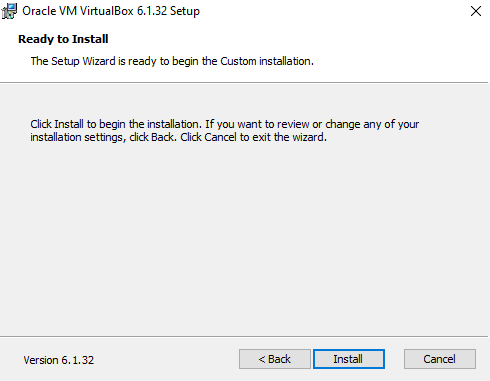 Oracle VM VirtualBox 6.1.32 Setup
Ready to Install
The Setup Wizard is ready to begin the Custom installation.
Click Install to begin the installation. If you want to review or change any of your
installation settings, click Back. Click Cancel to exit the wizard.
Version 6.1.32
< Back
Install
Cancel